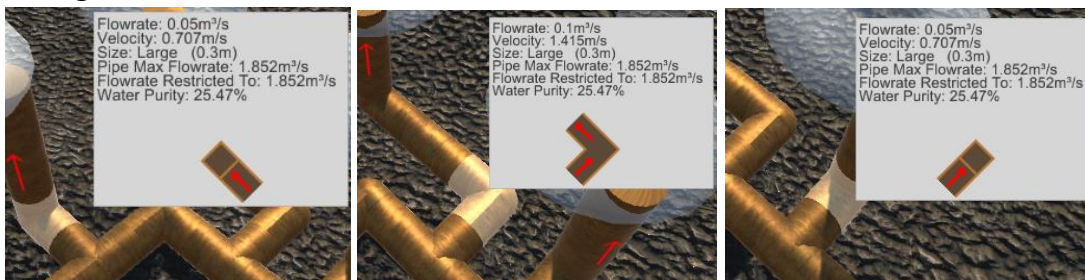 Flowrate: 0.05m³/s
Velocity: 0.707m/s
Size: Large (0.3m)
Pipe Max Flowrate: 1.852m³/s
Flowrate Restricted To: 1.852m³/s
Water Purity: 25.47%
Flowrate: 0.1m³/s
Velocity: 1.415m/s
Size: Large (0.3m)
Pipe Max Flowrate: 1.852m³/s
Flowrate Restricted To: 1.852m³/s
Water Purity: 25.47%
Flowrate: 0.05m³/s
Velocity: 0.707m/s
Size: Large (0.3m)
Pipe Max Flowrate: 1.852m³/s
Flowrate Restricted To: 1.852m³/s
Water Purity: 25.47%